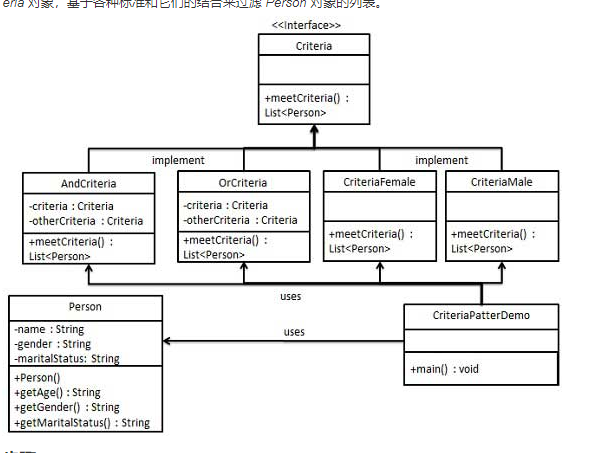 eria 对象，基于各种标准和它们的结合来过滤 Person 对象的列表。
<<Interface>>
Criteria
+meetCriteria() :
List<Person>
implement
implement
AndCriteria
-criteria : Criteria
-otherCriteria : Criteria
+meetCriteria() :
List<Person>
OrCriteria
-criteria : Criteria
-otherCriteria : Criteria
+meetCriteria() :
List<Person>
CriteriaFemale
+meetCriteria() :
List<Person>
CriteriaMale
+meetCriteria() :
List<Person>
uses
Person
-name : String
-gender : String
-maritalStatus: String
+Person()
+getAge() : String
+getGender() : String
+getMaritalStatus() : String
uses
CriteriaPatterDemo
+main() : void